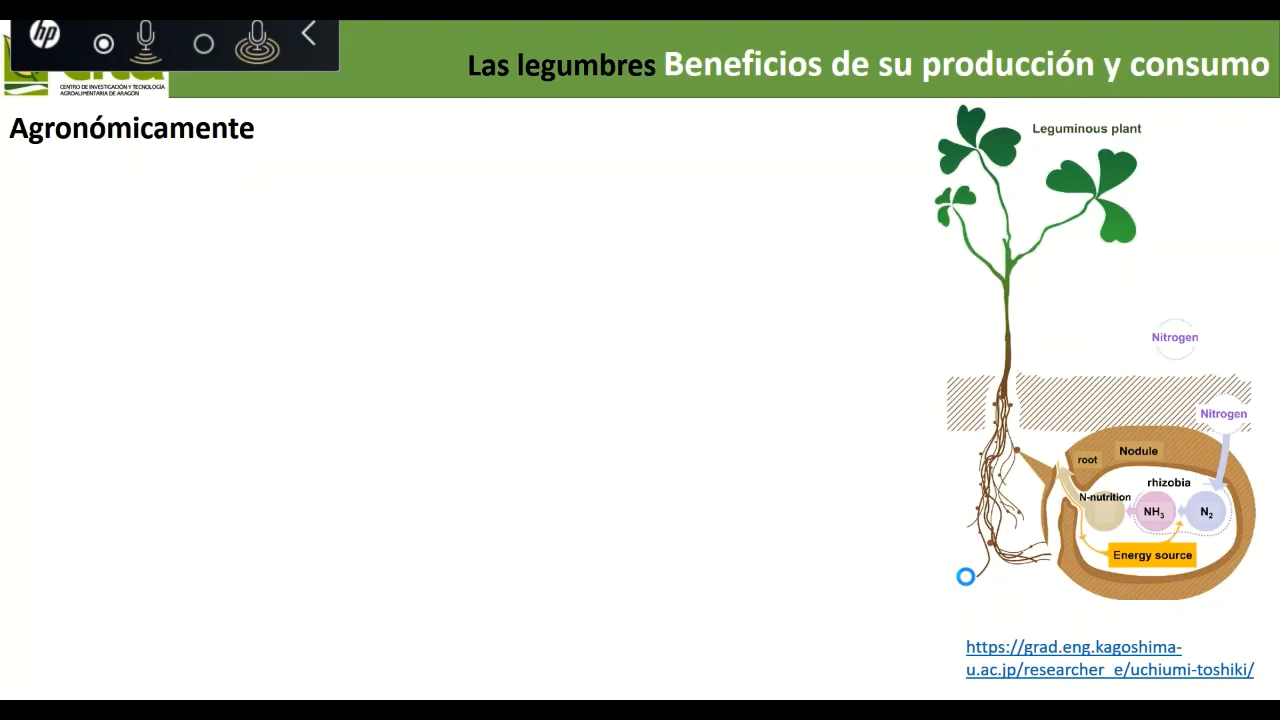 hp
CENTRO DE INVESTIGACIÓN Y TECNOLOGÍA
AGROALIMENTARIA DE ARAGÓN
Las legumbres Beneficios de su producción y consumo
Agronómicamente
Leguminous plant
Nitrogen
Nitrogen
Nodule
root
rhizobia
N-nutrition
NH₃
N₂
Energy source
https://grad.eng.kagoshima-
u.ac.jp/researcher_e/uchiumi-toshiki/